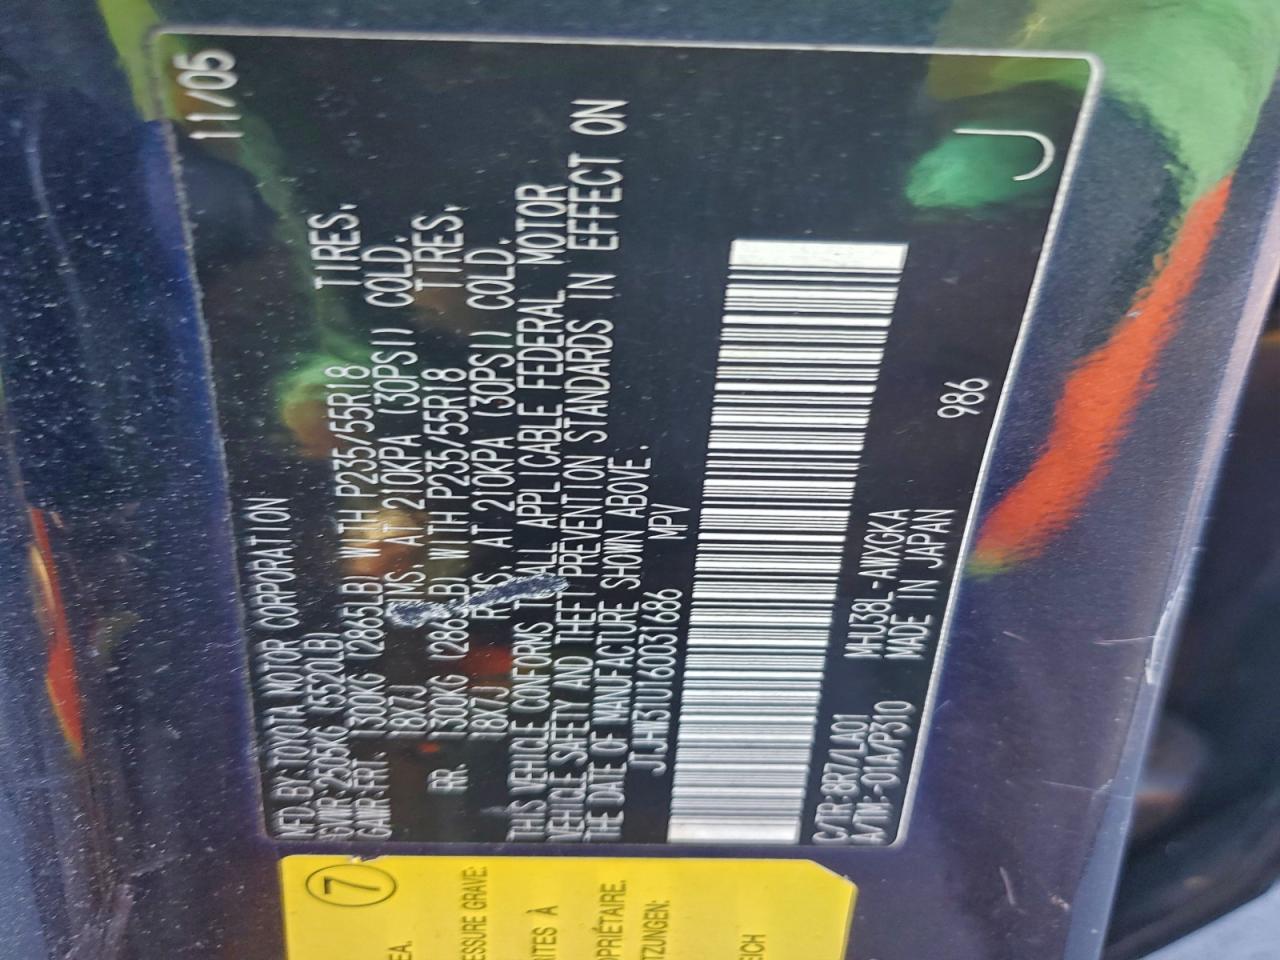 MFD.BY:TOYOTA MOTOR CORPORATION 11/05
GVWR 2505KG (5520LB)
GAWR:FRT. 1300KG (2865LB) WITH P235/55R18 TIRES.
18X7J RIMS, AT 210KPA (30PSI) COLD.
RR. 1300KG (2865LB) WITH P235/55R18 TIRES.
18X7J RIMS, AT 210KPA (30PSI) COLD.
THIS VEHICLE CONFORMS TO ALL APPLICABLE FEDERAL MOTOR
VEHICLE SAFETY AND THEFT PREVENTION STANDARDS IN EFFECT ON
THE DATE OF MANUFACTURE SHOWN ABOVE.
JTJHW31U160031686 MPV
C/TR:8R7/LA01 MHU38L-AWXGKA
A/TM:-01A/P310 MADE IN JAPAN
986
J
7
EA.
ESSURE GRAVE:
ITES À
OPRIÉTAIRE.
TZUNGEN:
EICH